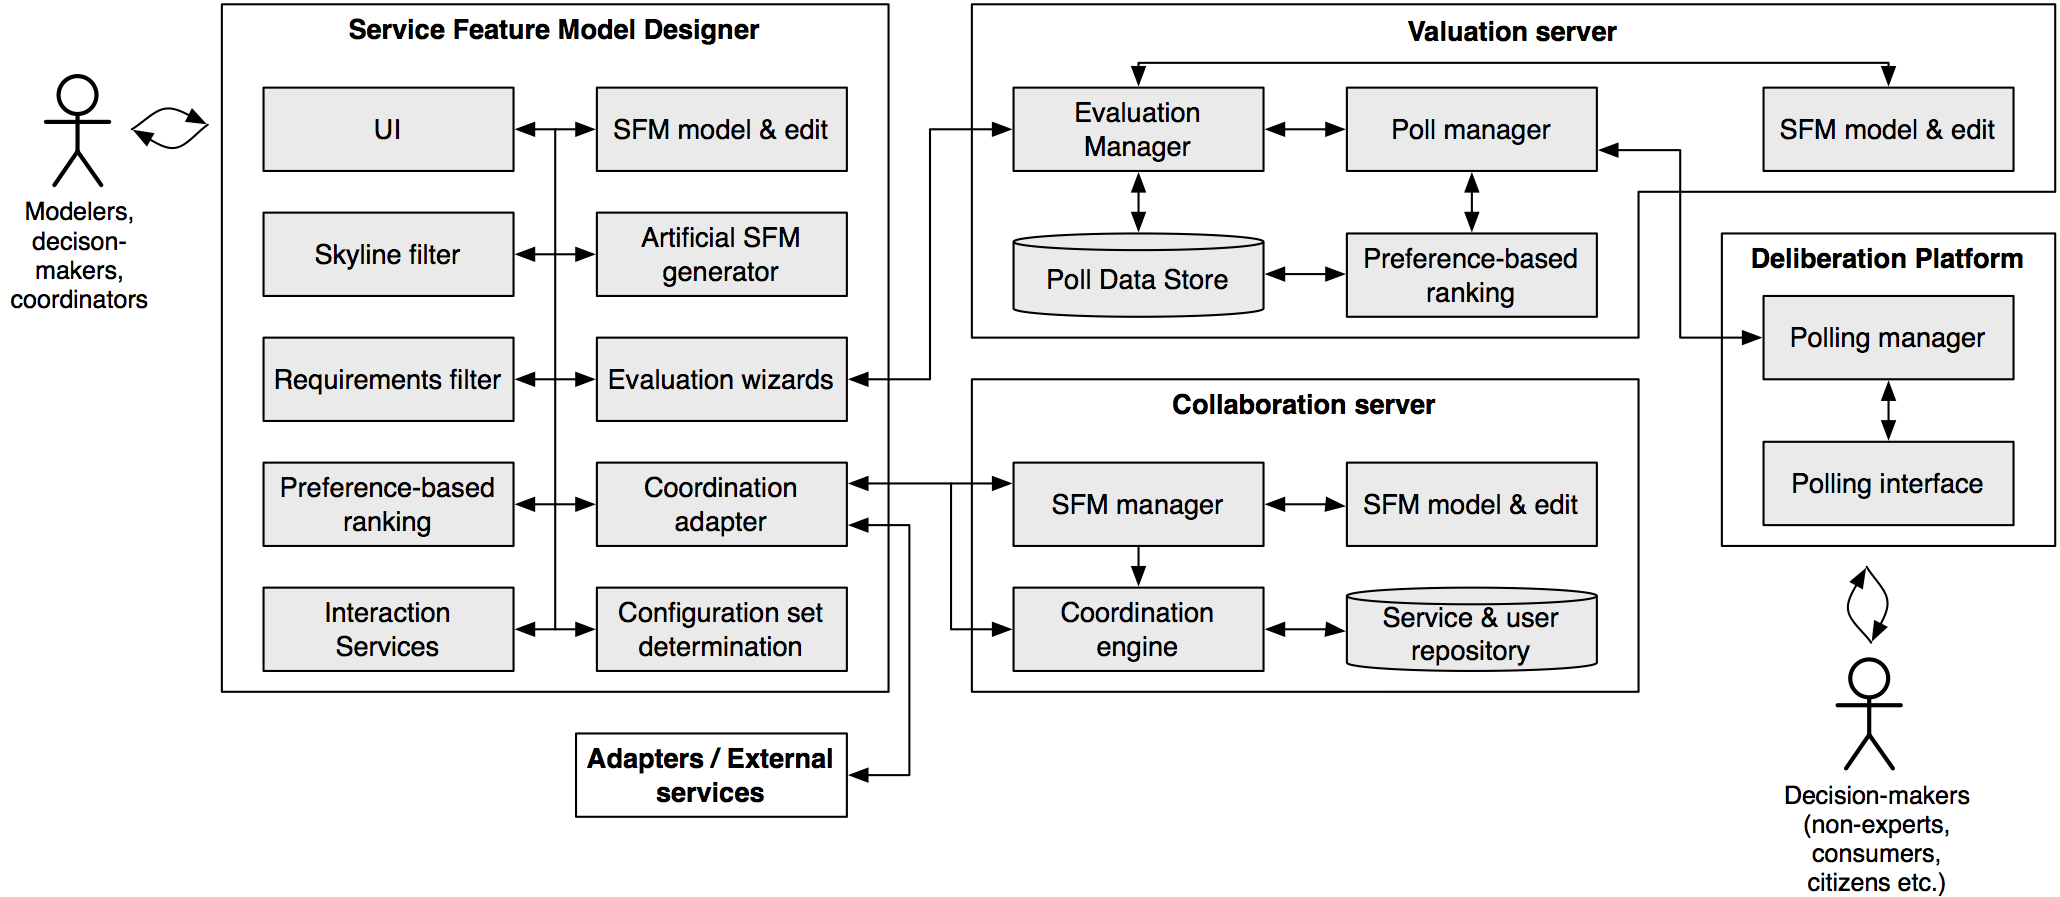 Service Feature Model Designer
UI
SFM model & edit
Skyline filter
Artificial SFM
generator
Requirements filter
Evaluation wizards
Preference-based
ranking
Coordination
adapter
Interaction
Services
Configuration set
determination
Modelers,
decison-
makers,
coordinators
Adapters / External
services
Valuation server
Evaluation
Manager
Poll manager
SFM model & edit
Poll Data Store
Preference-based
ranking
Collaboration server
SFM manager
SFM model & edit
Coordination
engine
Service & user
repository
Deliberation Platform
Polling manager
Polling interface
Decision-makers
(non-experts,
consumers,
citizens etc.)